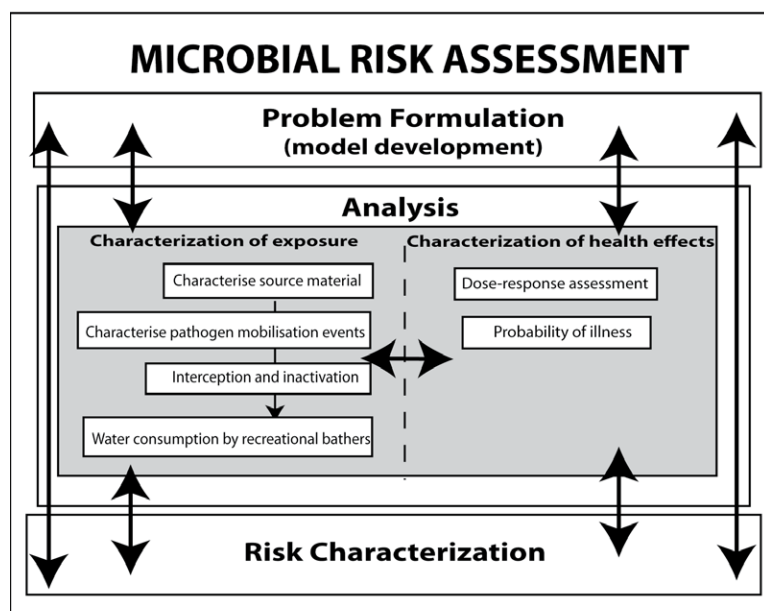 MICROBIAL RISK ASSESSMENT
Problem Formulation
(model development)
Analysis
Characterization of exposure
Characterization of health effects
Characterise source material
Dose-response assessment
Characterise pathogen mobilisation events
Probability of illness
Interception and inactivation
Water consumption by recreational bathers
Risk Characterization